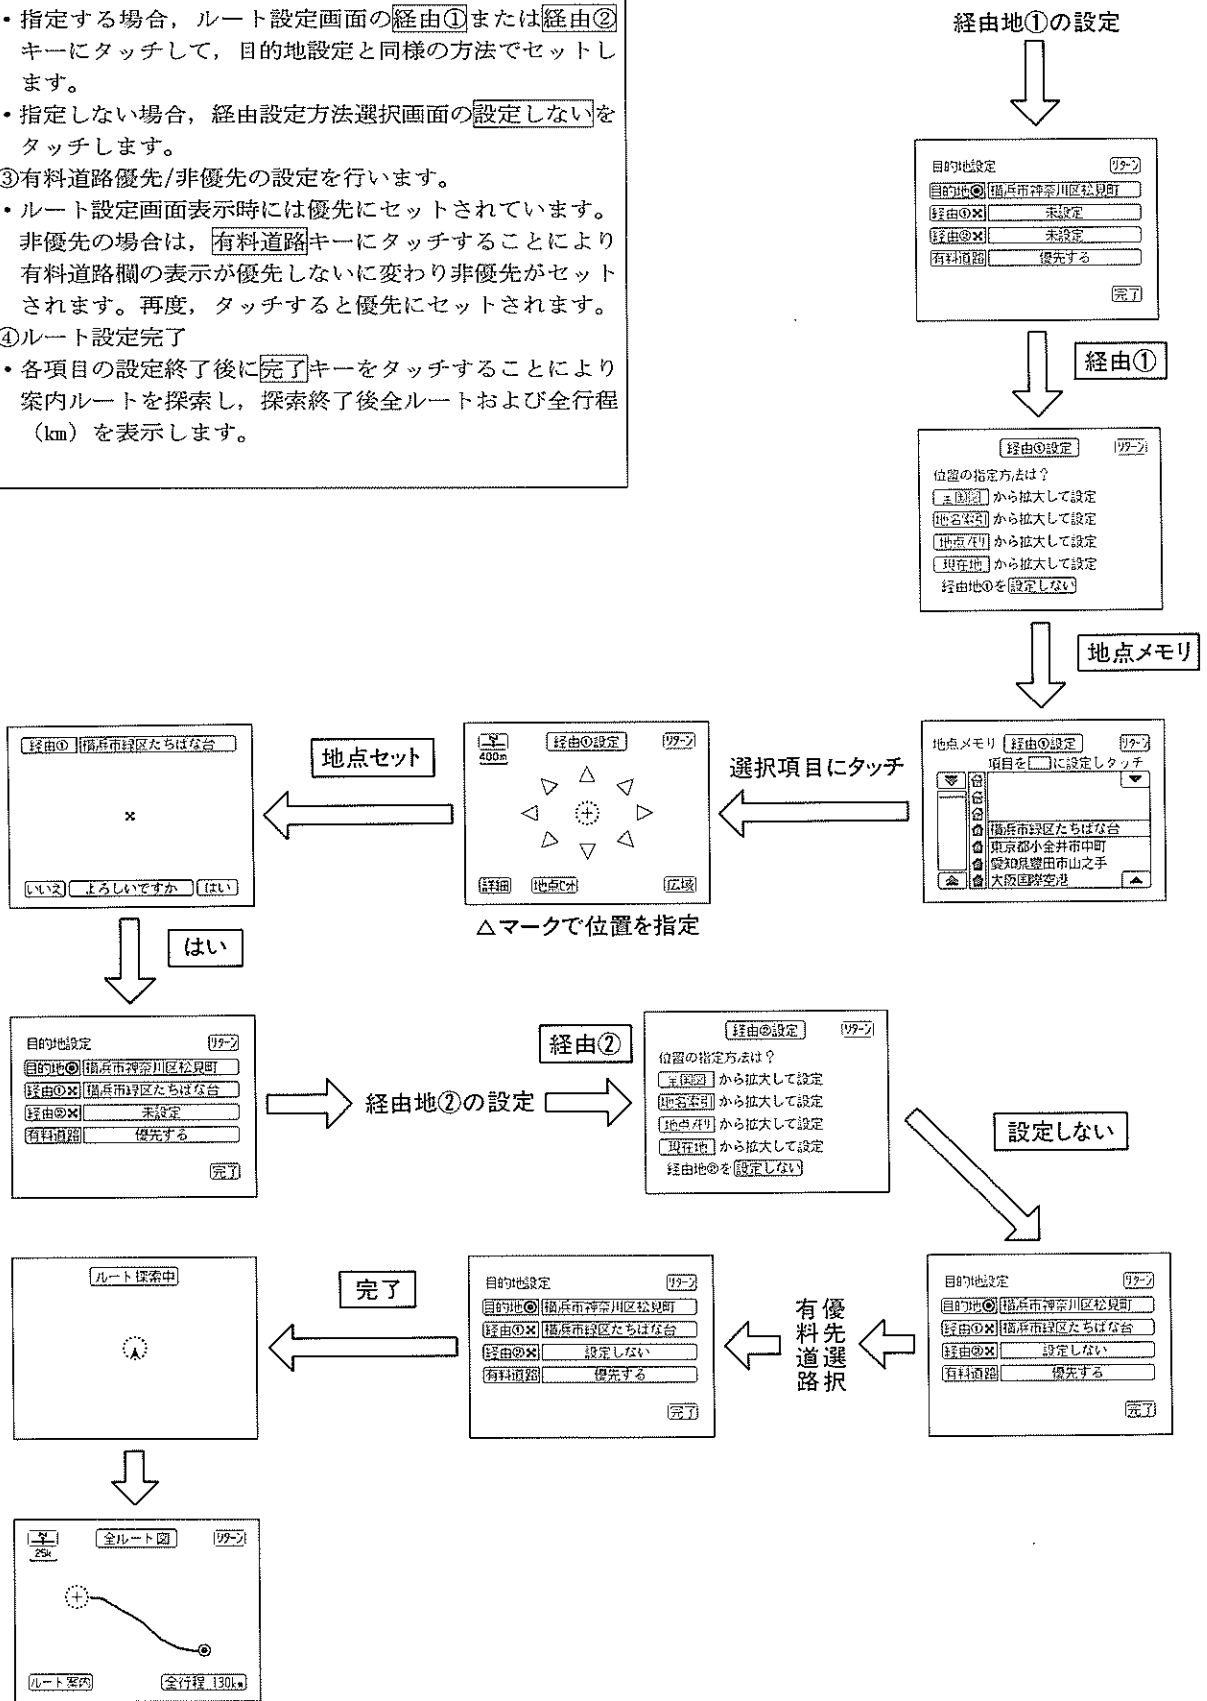 ・指定する場合，ルート設定画面の経由①または経由②
キーにタッチして，目的地設定と同様の方法でセットし
ます。
・指定しない場合，経由設定方法選択画面の設定しないを
タッチします。
③有料道路優先/非優先の設定を行います。
・ルート設定画面表示時には優先にセットされています。
非優先の場合は，有料道路キーにタッチすることにより
有料道路欄の表示が優先しないに変わり非優先がセット
されます。再度，タッチすると優先にセットされます。
④ルート設定完了
・各項目の設定終了後に完了キーをタッチすることにより
案内ルートを探索し，探索終了後全ルートおよび全行程
（km）を表示します。
経由地①の設定
目的地設定 リターン
目的地◉ 横浜市神奈川区松見町
経由①✕ 未設定
経由②✕ 未設定
有料道路 優先する
完了
経由①
経由①設定 リターン
位置の指定方法は？
全国図 から拡大して設定
地名索引 から拡大して設定
地点メモリ から拡大して設定
現在地 から拡大して設定
経由地①を 設定しない
地点メモリ
地点メモリ 経由①設定 リターン
項目を□に設定しタッチ
横浜市緑区たちばな台
東京都小金井市中町
愛知県豊田市山之手
大阪国際空港
選択項目にタッチ
N
400m
経由①設定 リターン
詳細 地点セット 広域
△マークで位置を指定
地点セット
経由① 横浜市緑区たちばな台
いいえ よろしいですか はい
はい
目的地設定 リターン
目的地◉ 横浜市神奈川区松見町
経由①✕ 横浜市緑区たちばな台
経由②✕ 未設定
有料道路 優先する
完了
経由地②の設定
経由②
経由②設定 リターン
位置の指定方法は？
全国図 から拡大して設定
地名索引 から拡大して設定
地点メモリ から拡大して設定
現在地 から拡大して設定
経由地②を 設定しない
設定しない
目的地設定 リターン
目的地◉ 横浜市神奈川区松見町
経由①✕ 横浜市緑区たちばな台
経由②✕ 設定しない
有料道路 優先する
完了
有料道路
優先選択
目的地設定 リターン
目的地◉ 横浜市神奈川区松見町
経由①✕ 横浜市緑区たちばな台
経由②✕ 設定しない
有料道路 優先する
完了
完了
ルート探索中
N
25k
全ルート図 リターン
ルート案内 全行程 130km